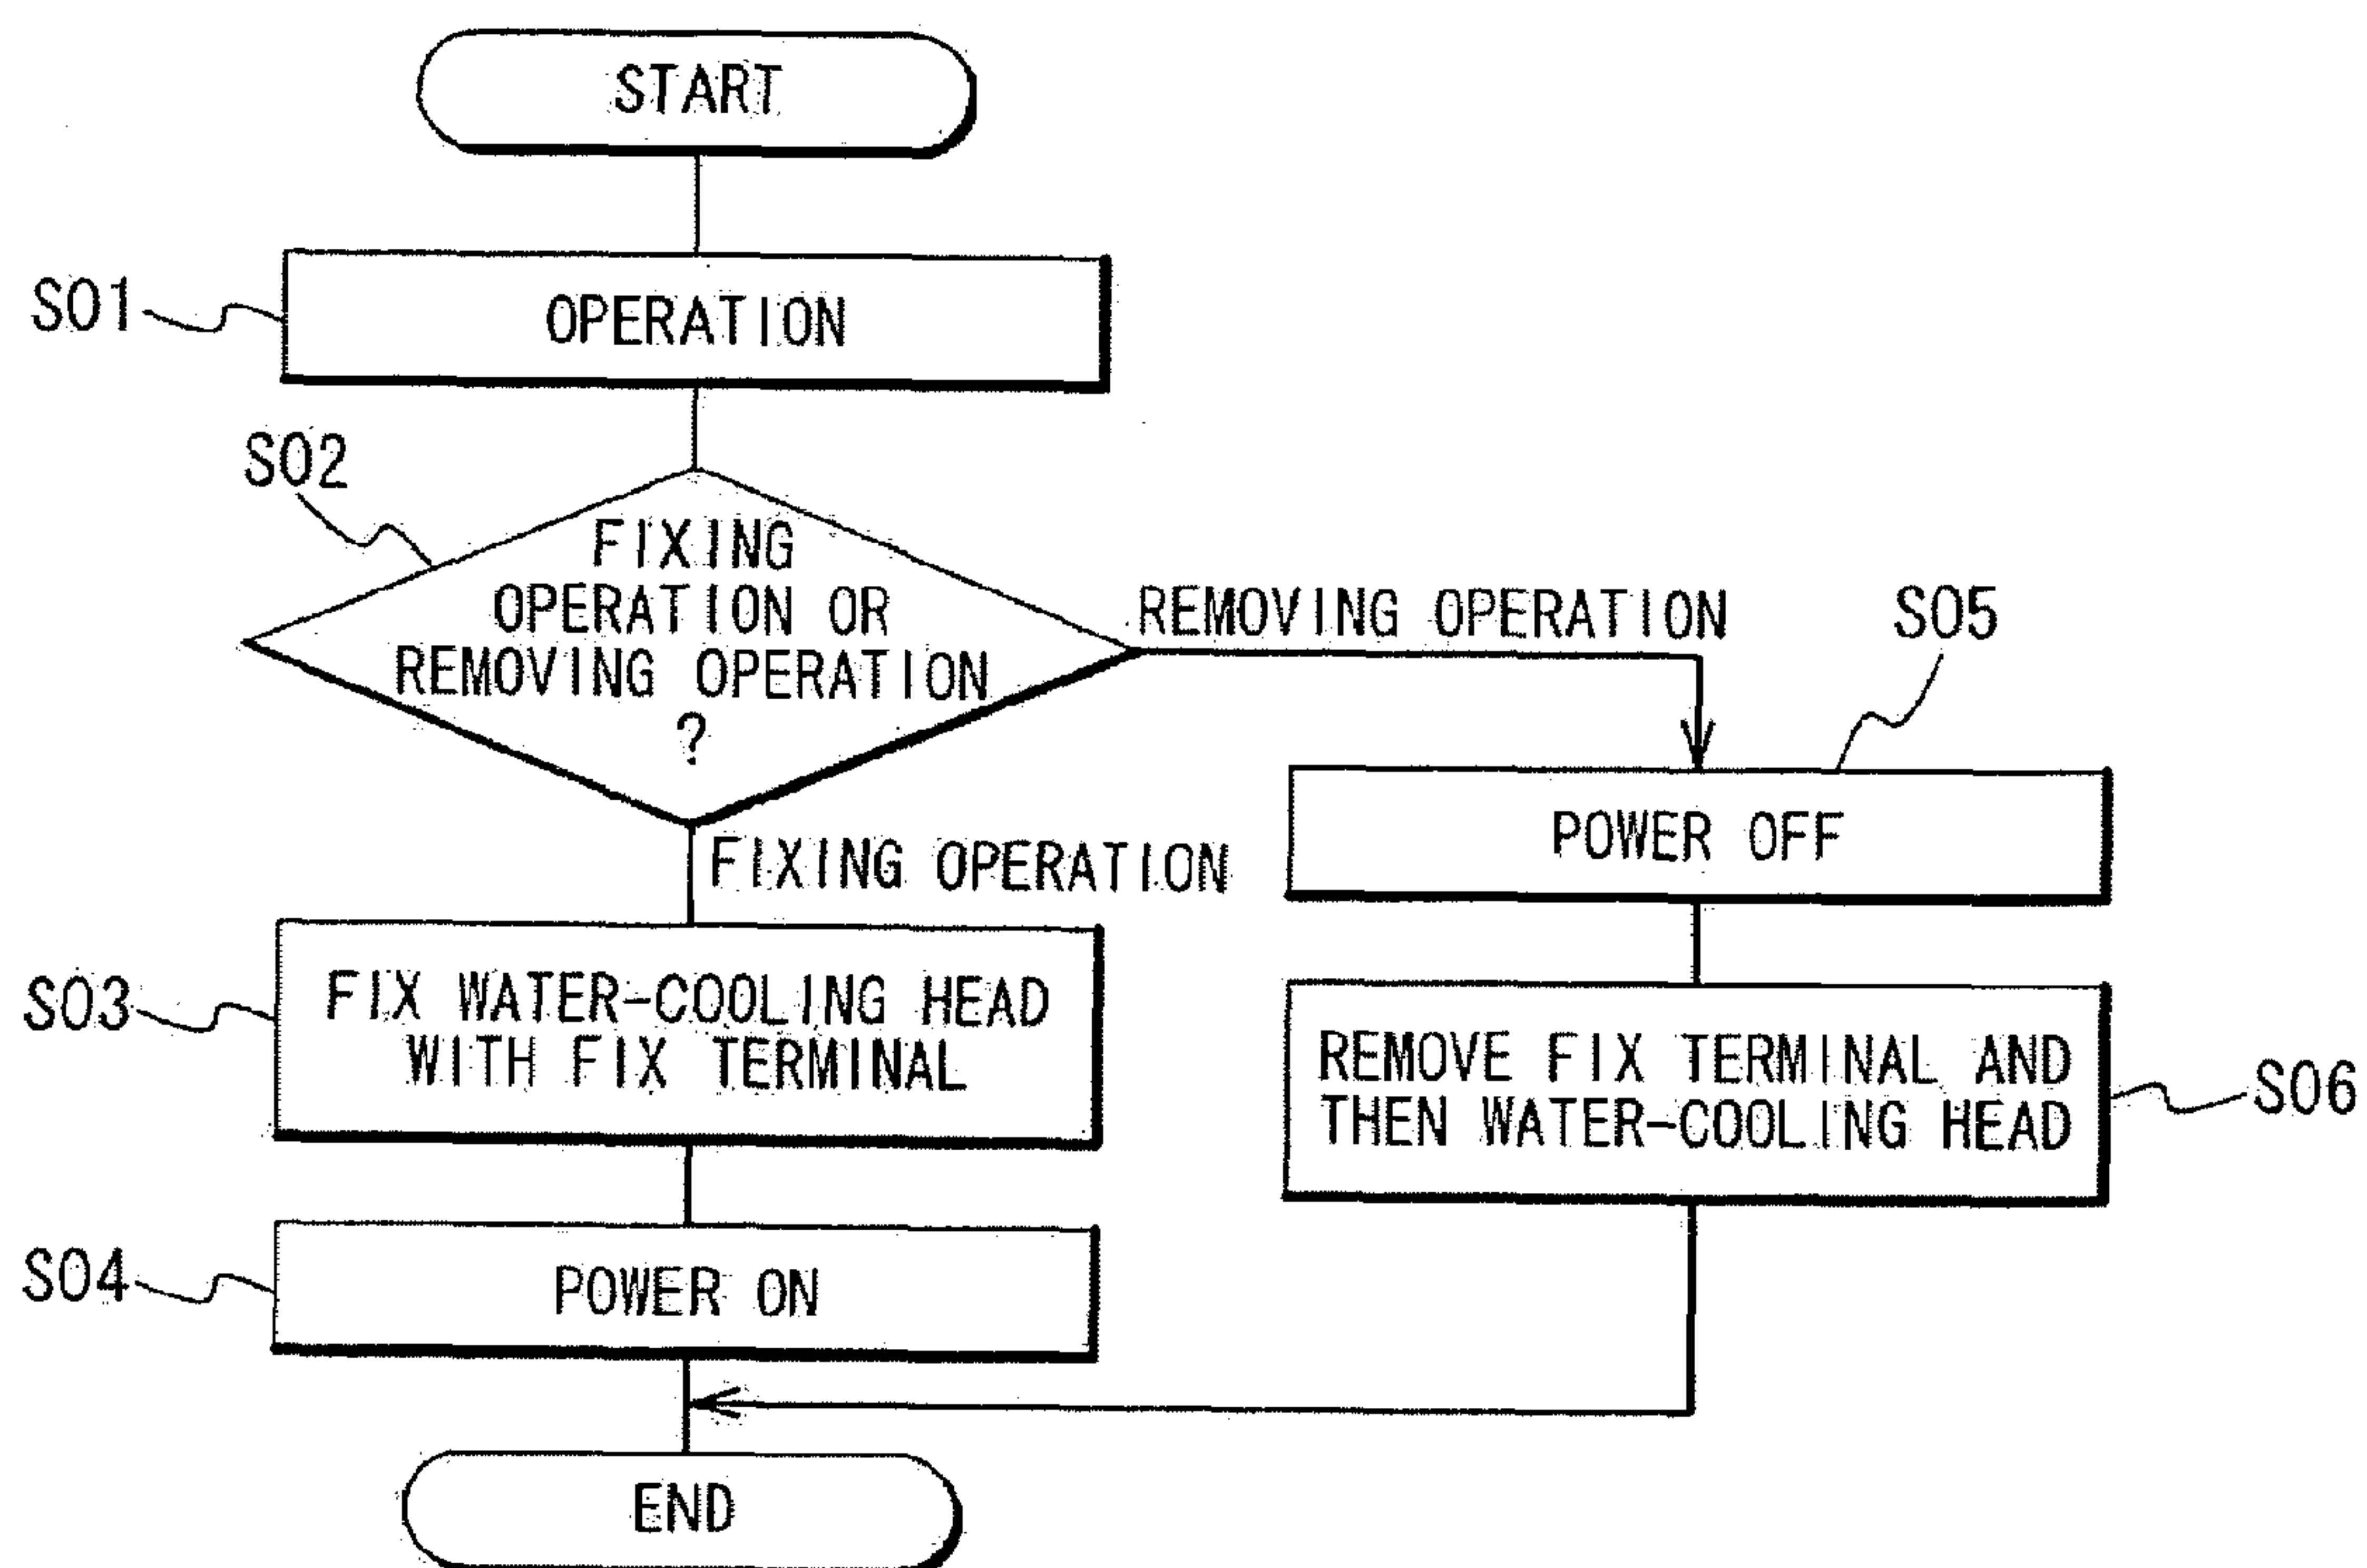 START
S01
OPERATION
S02
FIXING
OPERATION OR
REMOVING OPERATION
?
REMOVING OPERATION
S05
POWER OFF
FIXING OPERATION
S03
FIX WATER-COOLING HEAD
WITH FIX TERMINAL
REMOVE FIX TERMINAL AND
THEN WATER-COOLING HEAD
S06
S04
POWER ON
END